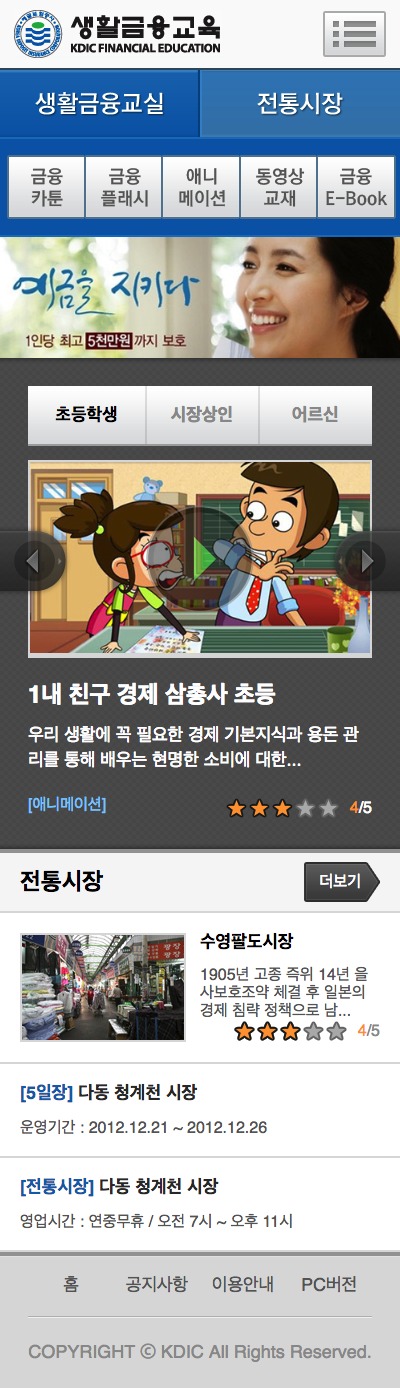 생활금융교육
KDIC FINANCIAL EDUCATION
생활금융교실
전통시장
금융
카툰
금융
플래시
애니
메이션
동영상
교재
금융
E-Book
예금을 지키다
1인당 최고 5천만원까지 보호
초등학생
시장상인
어르신
1내 친구 경제 삼총사 초등
우리 생활에 꼭 필요한 경제 기본지식과 용돈 관
리를 통해 배우는 현명한 소비에 대한...
[애니메이션]
4/5
전통시장
더보기
수영팔도시장
1905년 고종 즉위 14년 을
사보호조약 체결 후 일본의
경제 침략 정책으로 남...
4/5
[5일장] 다동 청계천 시장
운영기간 : 2012.12.21 ~ 2012.12.26
[전통시장] 다동 청계천 시장
영업시간 : 연중무휴 / 오전 7시 ~ 오후 11시
홈
공지사항
이용안내
PC버전
COPYRIGHT © KDIC All Rights Reserved.